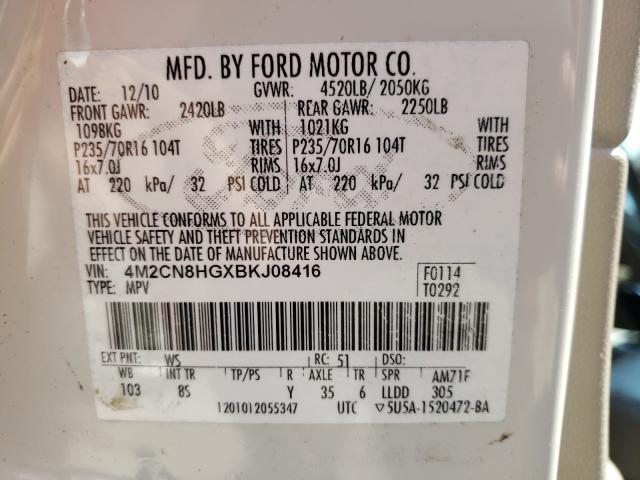 MFD. BY FORD MOTOR CO.
DATE: 12/10 GVWR: 4520LB/ 2050KG
FRONT GAWR: 2420LB REAR GAWR: 2250LB
1098KG WITH 1021KG WITH
P235/70R16 104T TIRES P235/70R16 104T TIRES
16x7.0J RIMS 16x7.0J RIMS
AT 220 kPa/ 32 PSI COLD AT 220 kPa/ 32 PSI COLD
THIS VEHICLE CONFORMS TO ALL APPLICABLE FEDERAL MOTOR
VEHICLE SAFETY AND THEFT PREVENTION STANDARDS IN
EFFECT ON THE DATE OF MANUFACTURE SHOWN ABOVE.
VIN: 4M2CN8HGXBKJ08416 F0114
TYPE: MPV T0292
EXT PNT: WS RC: 51 DSO:
WB INT TR TP/PS R AXLE TR SPR AM71F
103 8S Y 35 6 LLDD 305
1201012055347 UTC ▽5U5A-1520472-BA